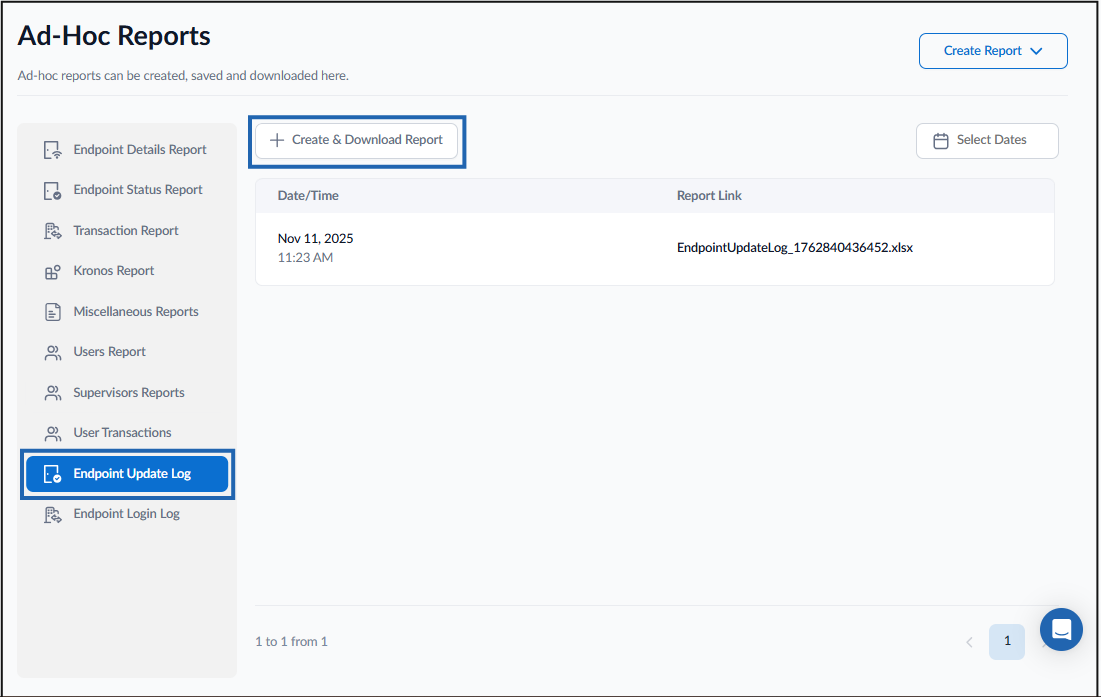 Ad-Hoc Reports
Create Report
Ad-hoc reports can be created, saved and downloaded here.
Endpoint Details Report
Endpoint Status Report
Transaction Report
Kronos Report
Miscellaneous Reports
Users Report
Supervisors Reports
User Transactions
Endpoint Update Log
Endpoint Login Log
Create & Download Report
Select Dates
Date/Time
Report Link
Nov 11, 2025
11:23 AM
EndpointUpdateLog_1762840436452.xlsx
1 to 1 from 1
1